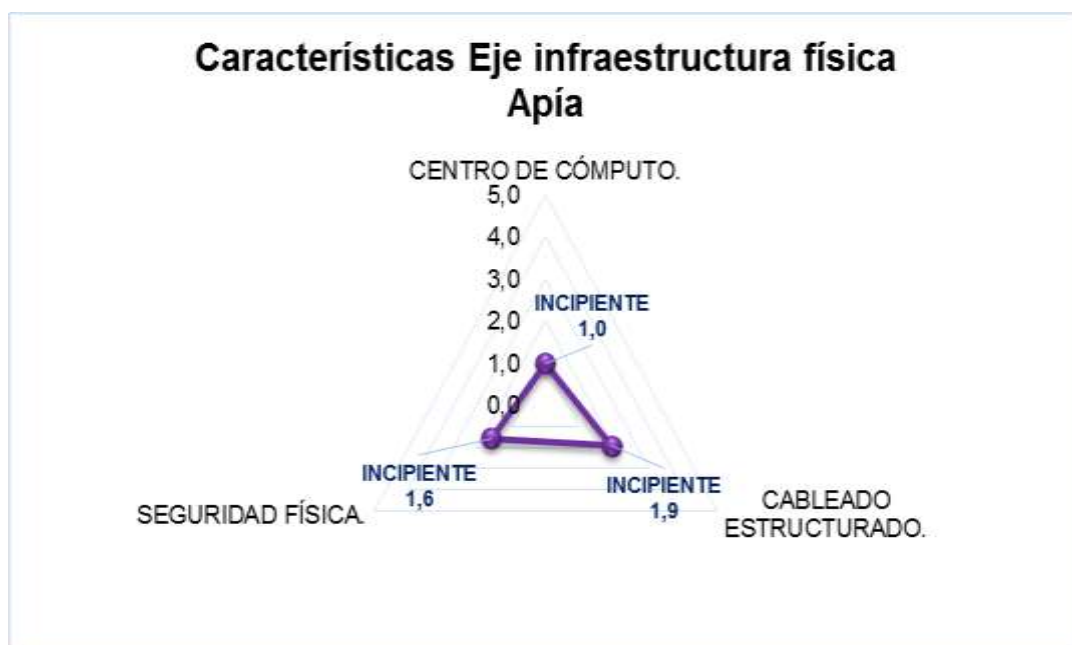 Características Eje infraestructura física
Apía
CENTRO DE CÓMPUTO.
5,0
4,0
3,0
2,0
1,0
0,0
INCIPIENTE
1,0
INCIPIENTE
1,6
INCIPIENTE
1,9
SEGURIDAD FÍSICA.
CABLEADO
ESTRUCTURADO.